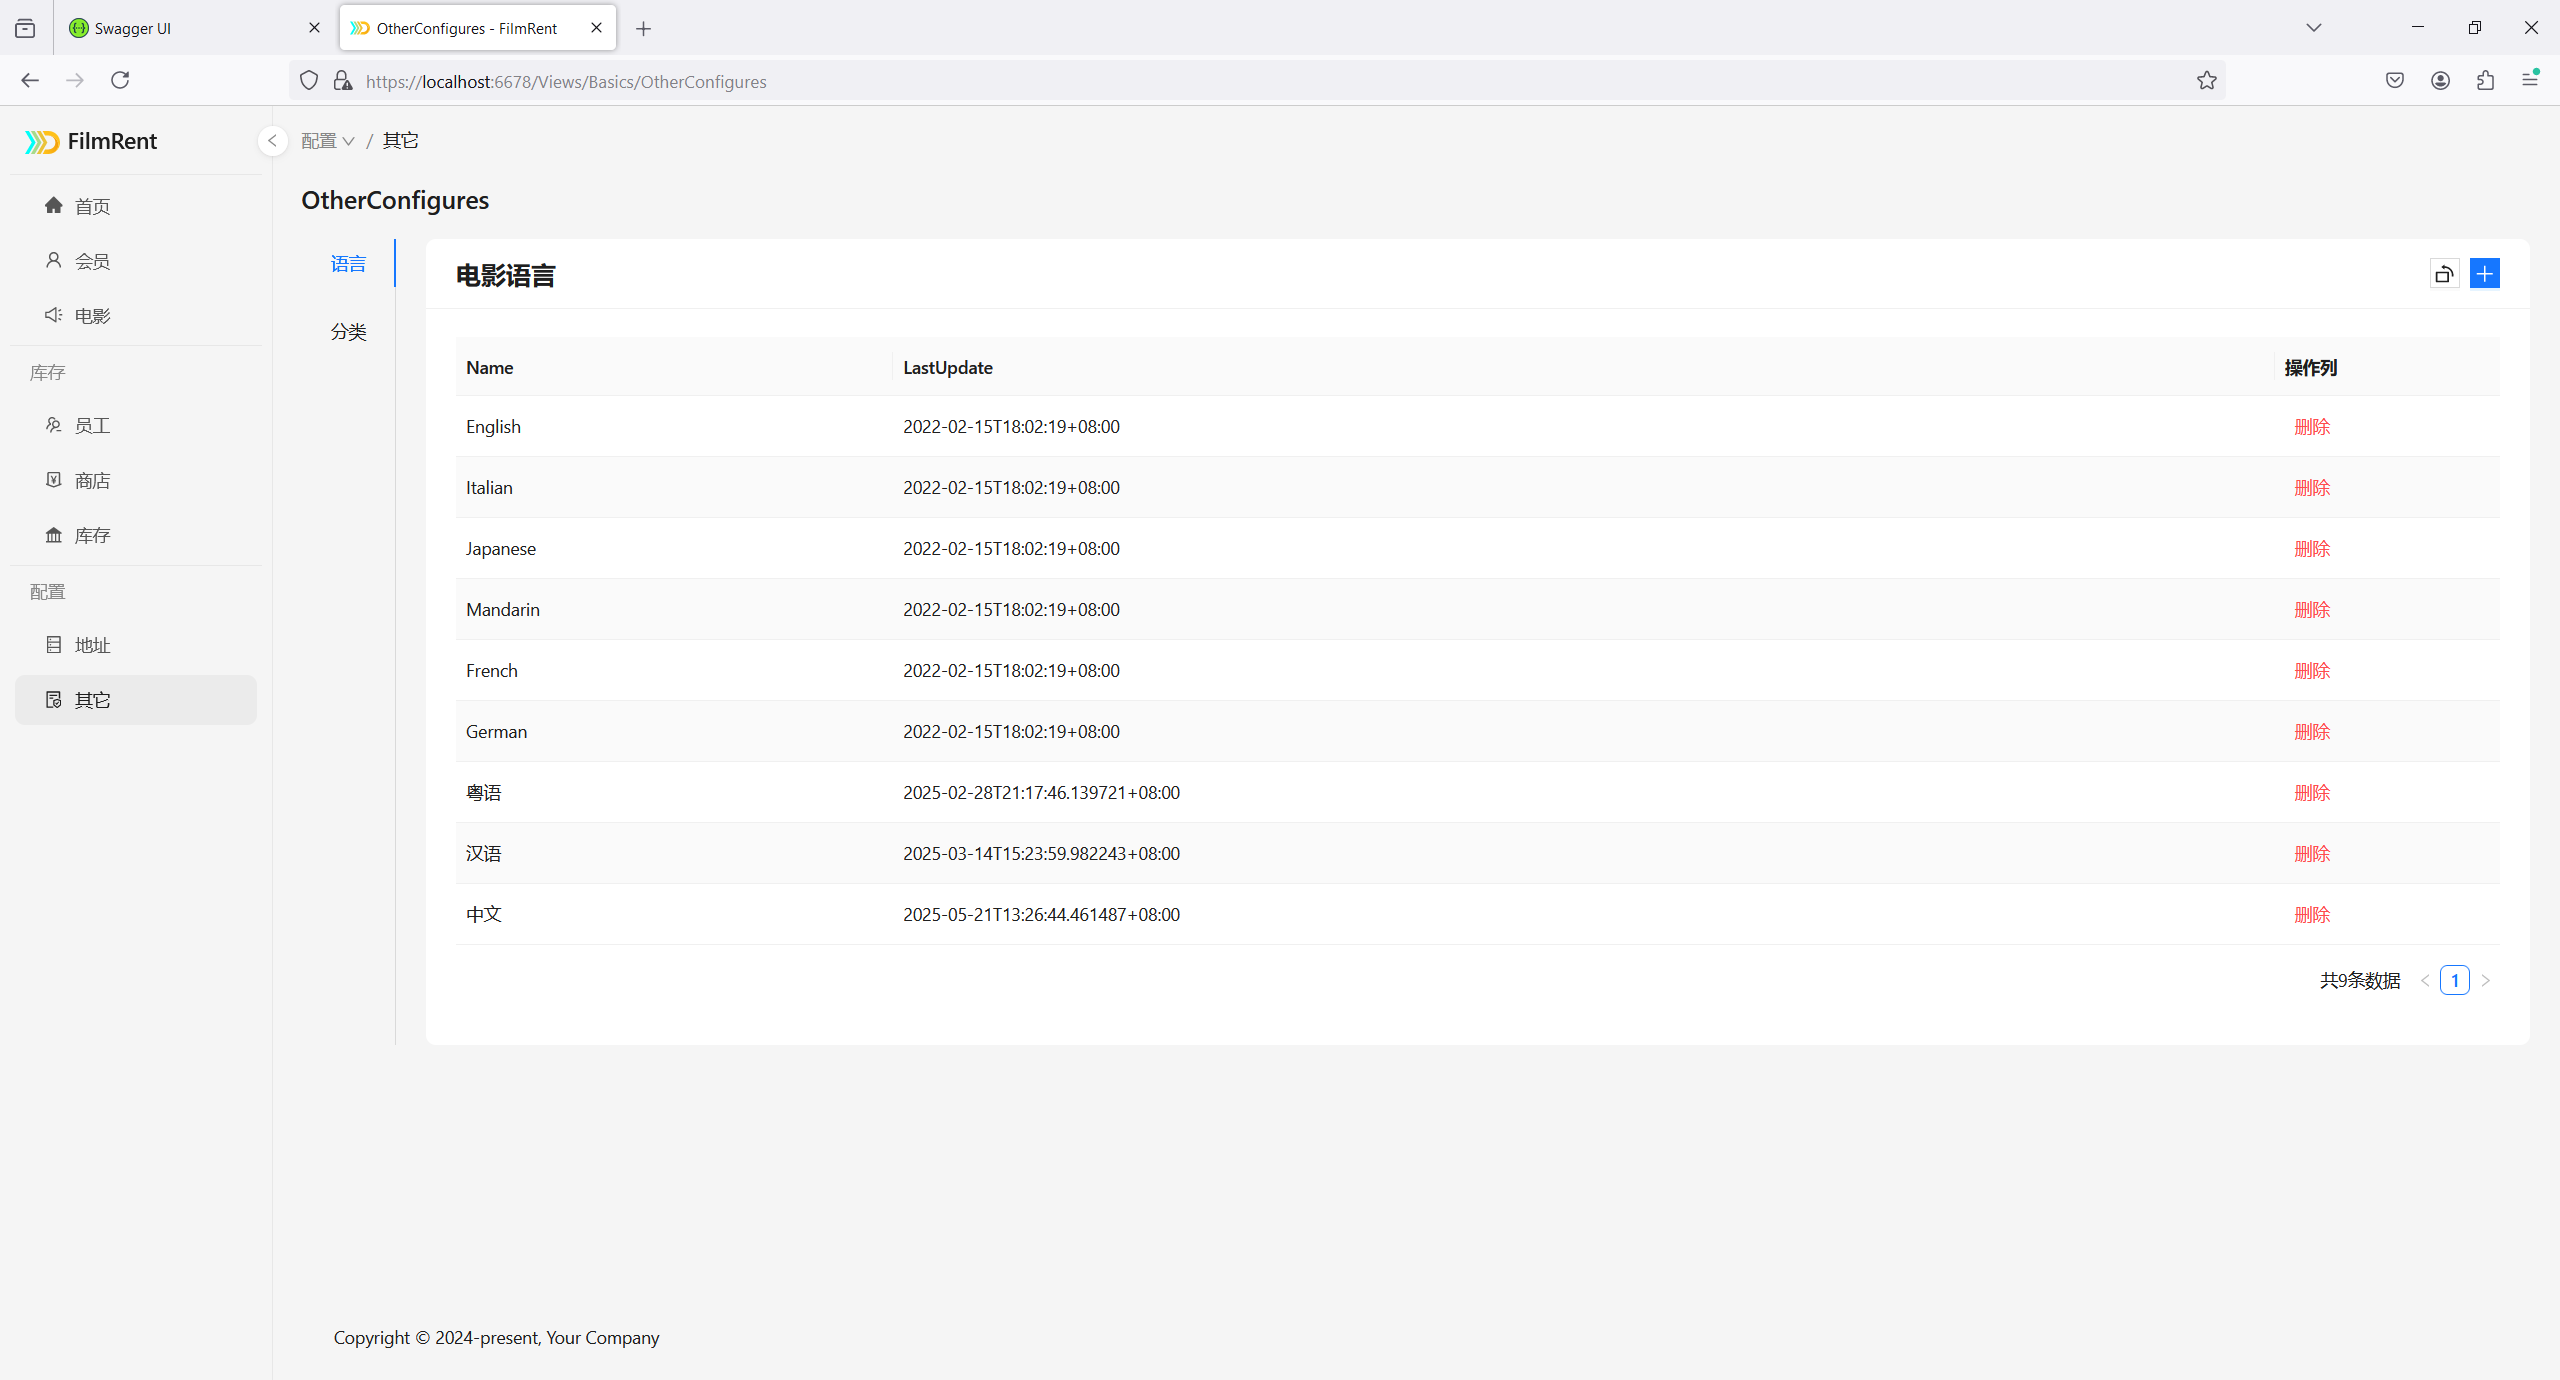 Swagger UI
OtherConfigures - FilmRent
https://localhost:6678/Views/Basics/OtherConfigures
FilmRent
配置 / 其它
首页
会员
电影
库存
员工
商店
库存
配置
地址
其它
OtherConfigures
语言
分类
电影语言
Name LastUpdate 操作列
English 2022-02-15T18:02:19+08:00 删除
Italian 2022-02-15T18:02:19+08:00 删除
Japanese 2022-02-15T18:02:19+08:00 删除
Mandarin 2022-02-15T18:02:19+08:00 删除
French 2022-02-15T18:02:19+08:00 删除
German 2022-02-15T18:02:19+08:00 删除
粤语 2025-02-28T21:17:46.139721+08:00 删除
汉语 2025-03-14T15:23:59.982243+08:00 删除
中文 2025-05-21T13:26:44.461487+08:00 删除
共9条数据 1
Copyright © 2024-present, Your Company